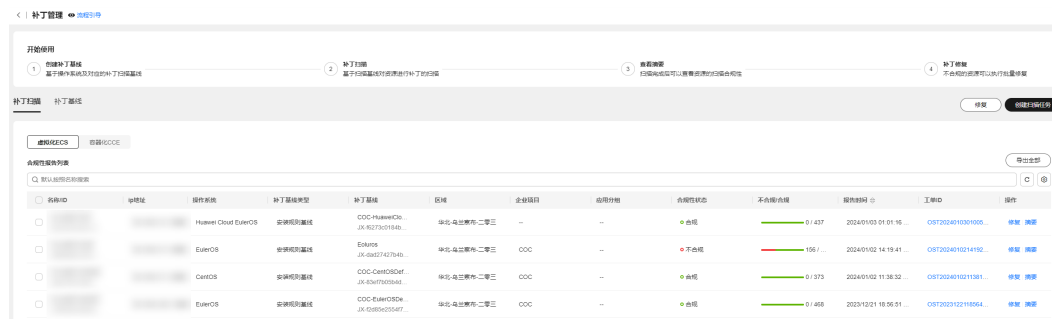 补丁管理 流程引导
开始使用
1 创建补丁基线
基于操作系统及对应的补丁扫描基线
2 补丁扫描
基于扫描基线对资源进行补丁的扫描
3 查看摘要
扫描完成后可以查看资源的扫描合规性
4 补丁修复
不合规的资源可以执行批量修复
补丁扫描 补丁基线
修复 创建扫描任务
虚拟化ECS 容器化CCE
合规性报告列表
导出全部
默认按照名称搜索
名称/ID ip地址 操作系统 补丁基线类型 补丁基线 区域 企业项目 应用分组 合规性状态 不合规/合规 报告时间 工单ID 操作
Huawei Cloud EulerOS 安装规则基线 COC-HuaweiClo... 华北-乌兰察布-二零三 -- -- 合规 0 / 437 2024/01/03 01:01:16 ... OST2024010301005... 修复 摘要
JX-f6273c0184b...
EulerOS 安装规则基线 华北-乌兰察布-二零三 COC -- 不合规 156 / ... 2024/01/02 14:19:41 ... OST2024010214192... 修复 摘要
JX-dad27427b4b...
CentOS 安装规则基线 COC-CentOSDef... 华北-乌兰察布-二零三 COC -- 合规 0 / 373 2024/01/02 11:38:32 ... OST2024010211381... 修复 摘要
JX-83ef7b05b4d...
EulerOS 安装规则基线 COC-EulerOSDe... 华北-乌兰察布-二零三 COC -- 合规 0 / 468 2023/12/21 18:56:51 ... OST2023122118564... 修复 摘要
JX-f2d85e2554f7...